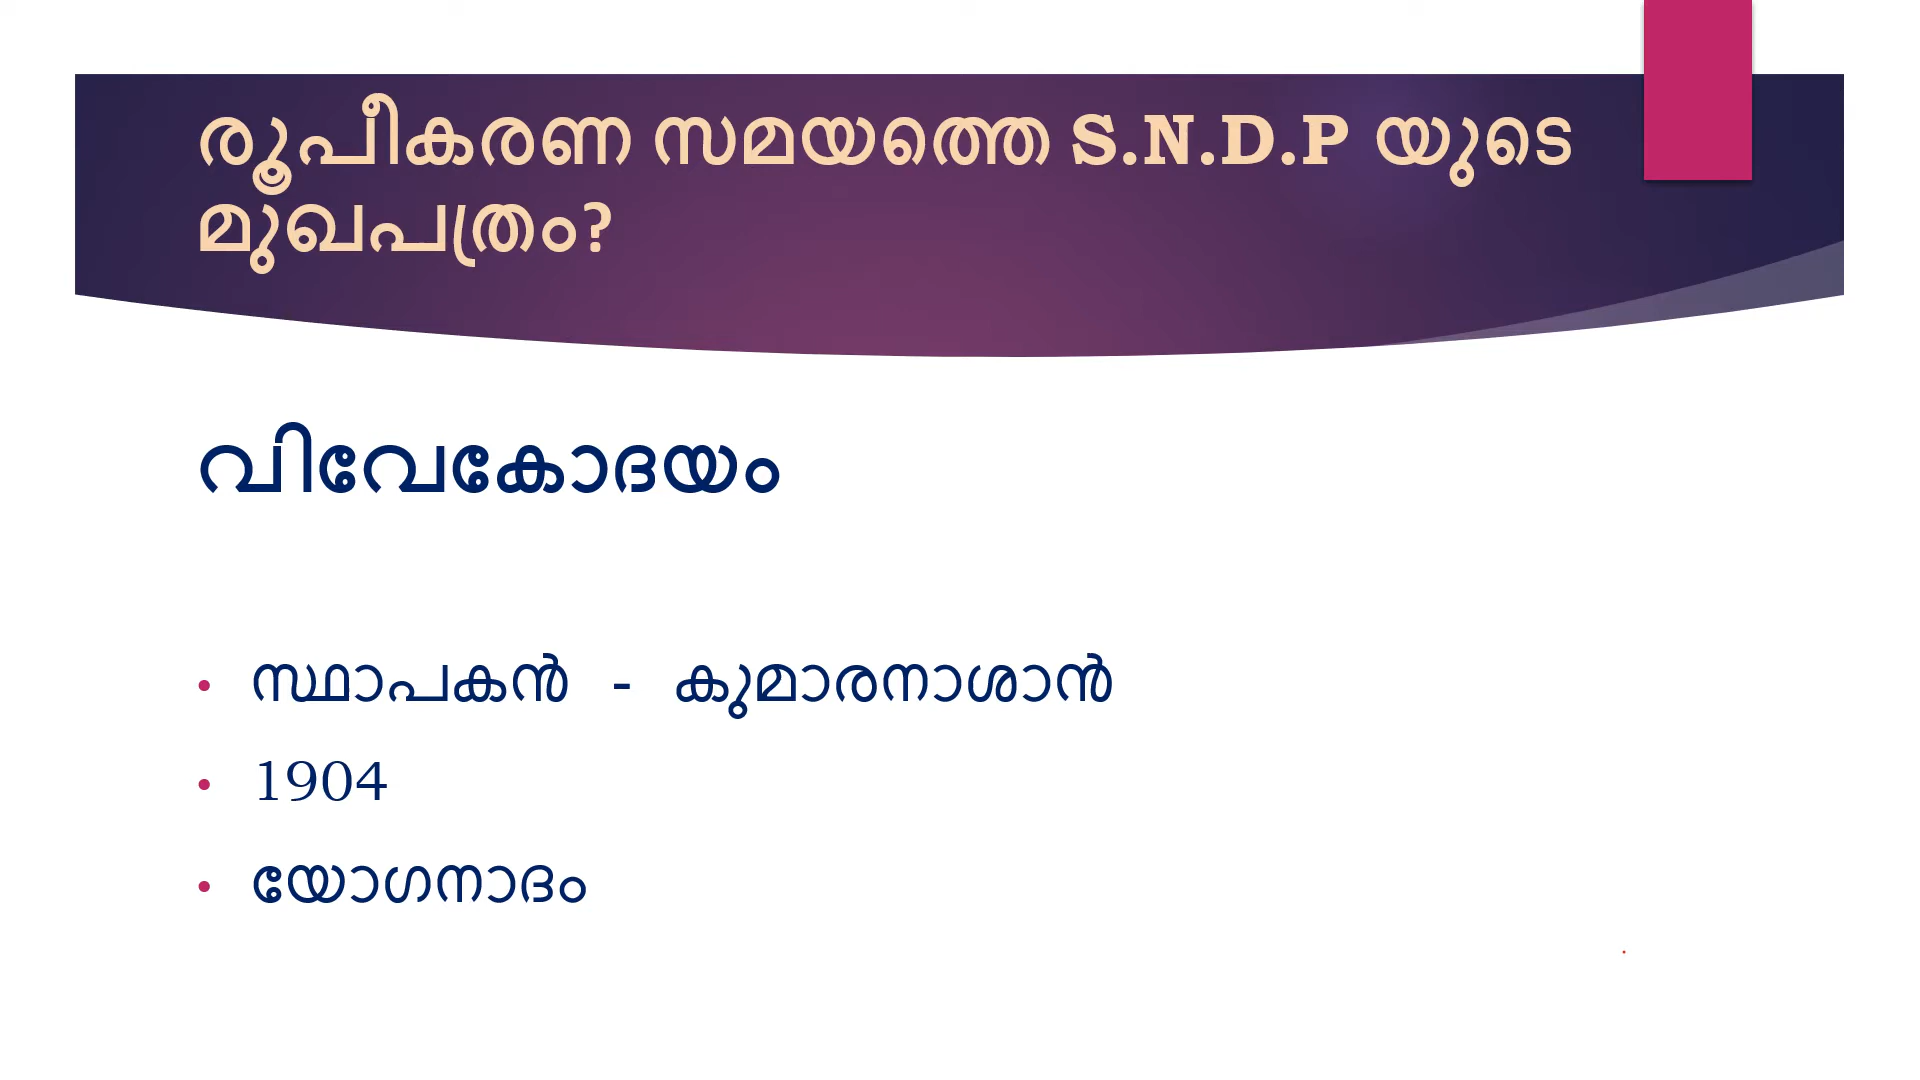 രൂപീകരണ സമയത്തെ S.N.D.P യുടെ
മുഖപത്രം?
വിവേകോദയം
• സ്ഥാപകൻ - കുമാരനാശാൻ
• 1904
• യോഗനാദം